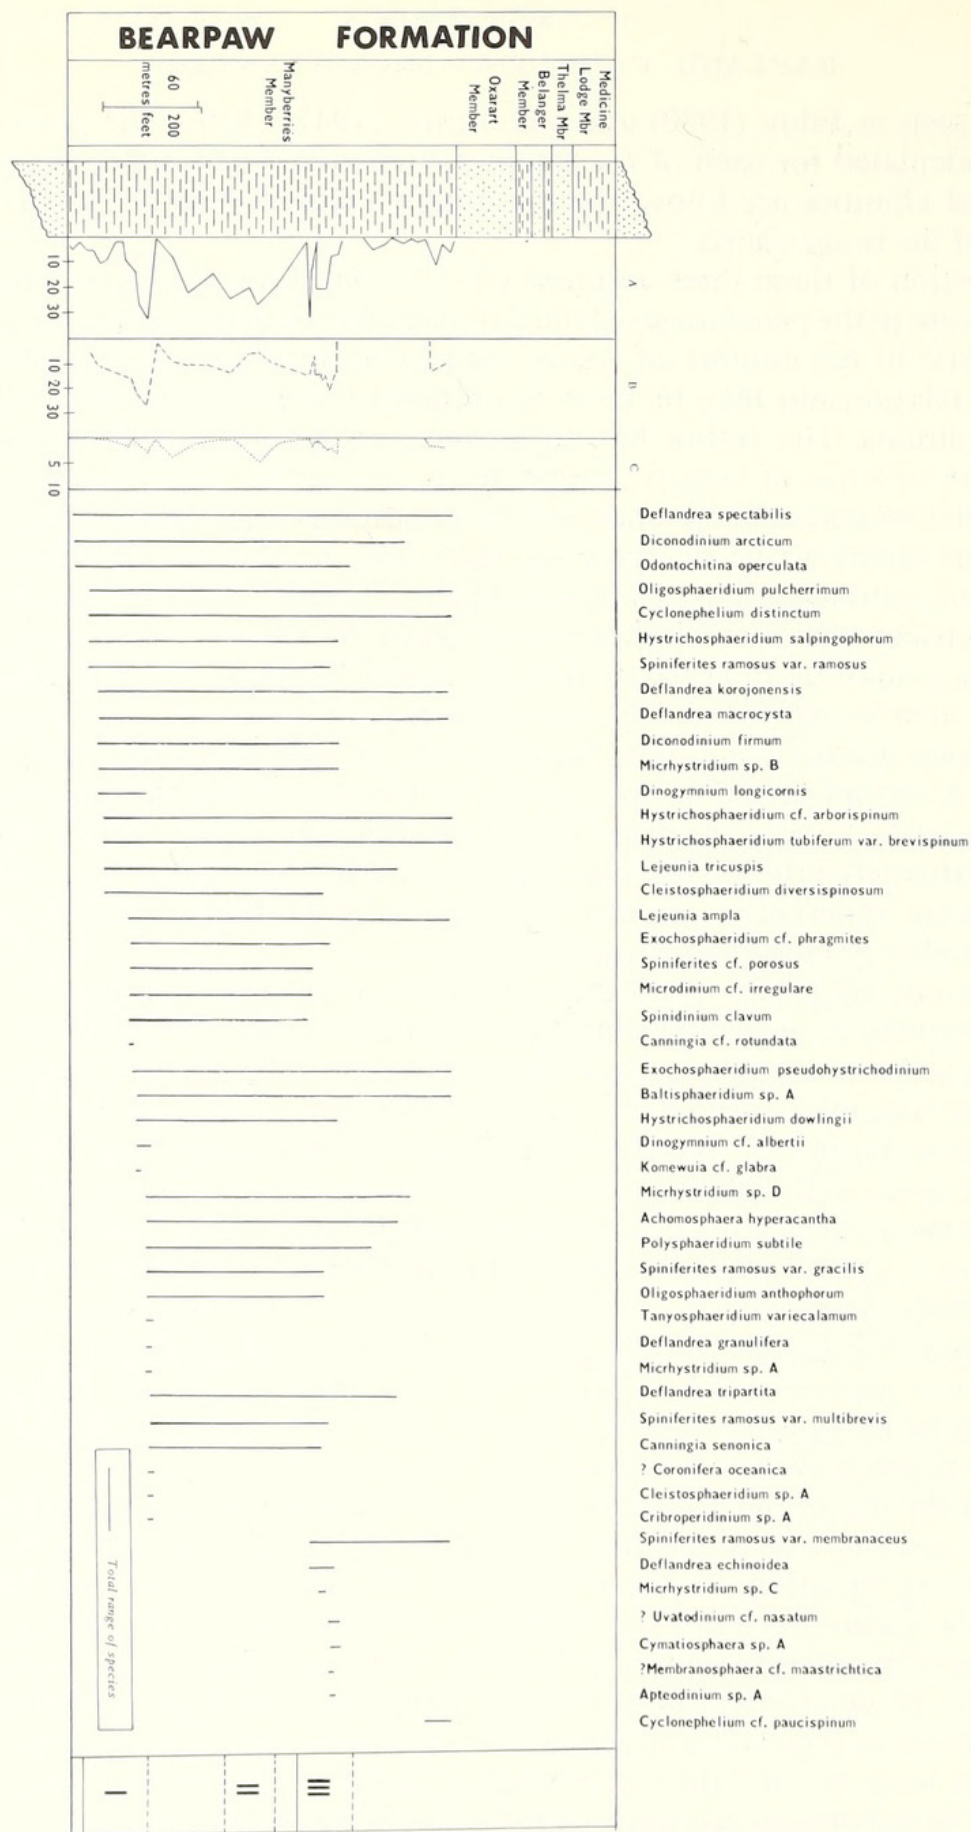 BEARPAW FORMATION
metres feet
60 200
Manyberries
Member
Oxarart
Member
Belanger
Member
Thelma Mbr
Medicine
Lodge Mbr
10 20 30
A
10 20 30
B
5 10
C
Deflandrea spectabilis
Diconodinium arcticum
Odontochitina operculata
Oligosphaeridium pulcherrimum
Cyclonephelium distinctum
Hystrichosphaeridium salpingophorum
Spiniferites ramosus var. ramosus
Deflandrea korojonensis
Deflandrea macrocysta
Diconodinium firmum
Micrhystridium sp. B
Dinogymnium longicornis
Hystrichosphaeridium cf. arborispinum
Hystrichosphaeridium tubiferum var. brevispinum
Lejeunia tricuspis
Cleistosphaeridium diversispinosum
Lejeunia ampla
Exochosphaeridium cf. phragmites
Spiniferites cf. porosus
Microdinium cf. irregulare
Spinidinium clavum
Canningia cf. rotundata
Exochosphaeridium pseudohystrichodinium
Baltisphaeridium sp. A
Hystrichosphaeridium dowlingii
Dinogymnium cf. albertii
Komewuia cf. glabra
Micrhystridium sp. D
Achomosphaera hyperacantha
Polysphaeridium subtile
Spiniferites ramosus var. gracilis
Oligosphaeridium anthophorum
Tanyosphaeridium variecalamum
Deflandrea granulifera
Micrhystridium sp. A
Deflandrea tripartita
Spiniferites ramosus var. multibrevis
Canningia senonica
? Coronifera oceanica
Cleistosphaeridium sp. A
Cribroperidinium sp. A
Spiniferites ramosus var. membranaceus
Deflandrea echinoidea
Micrhystridium sp. C
? Uvatodinium cf. nasatum
Cymatiosphaera sp. A
?Membranosphaera cf. maastrichtica
Apteodinium sp. A
Cyclonephelium cf. paucispinum
Total range of species
I II III